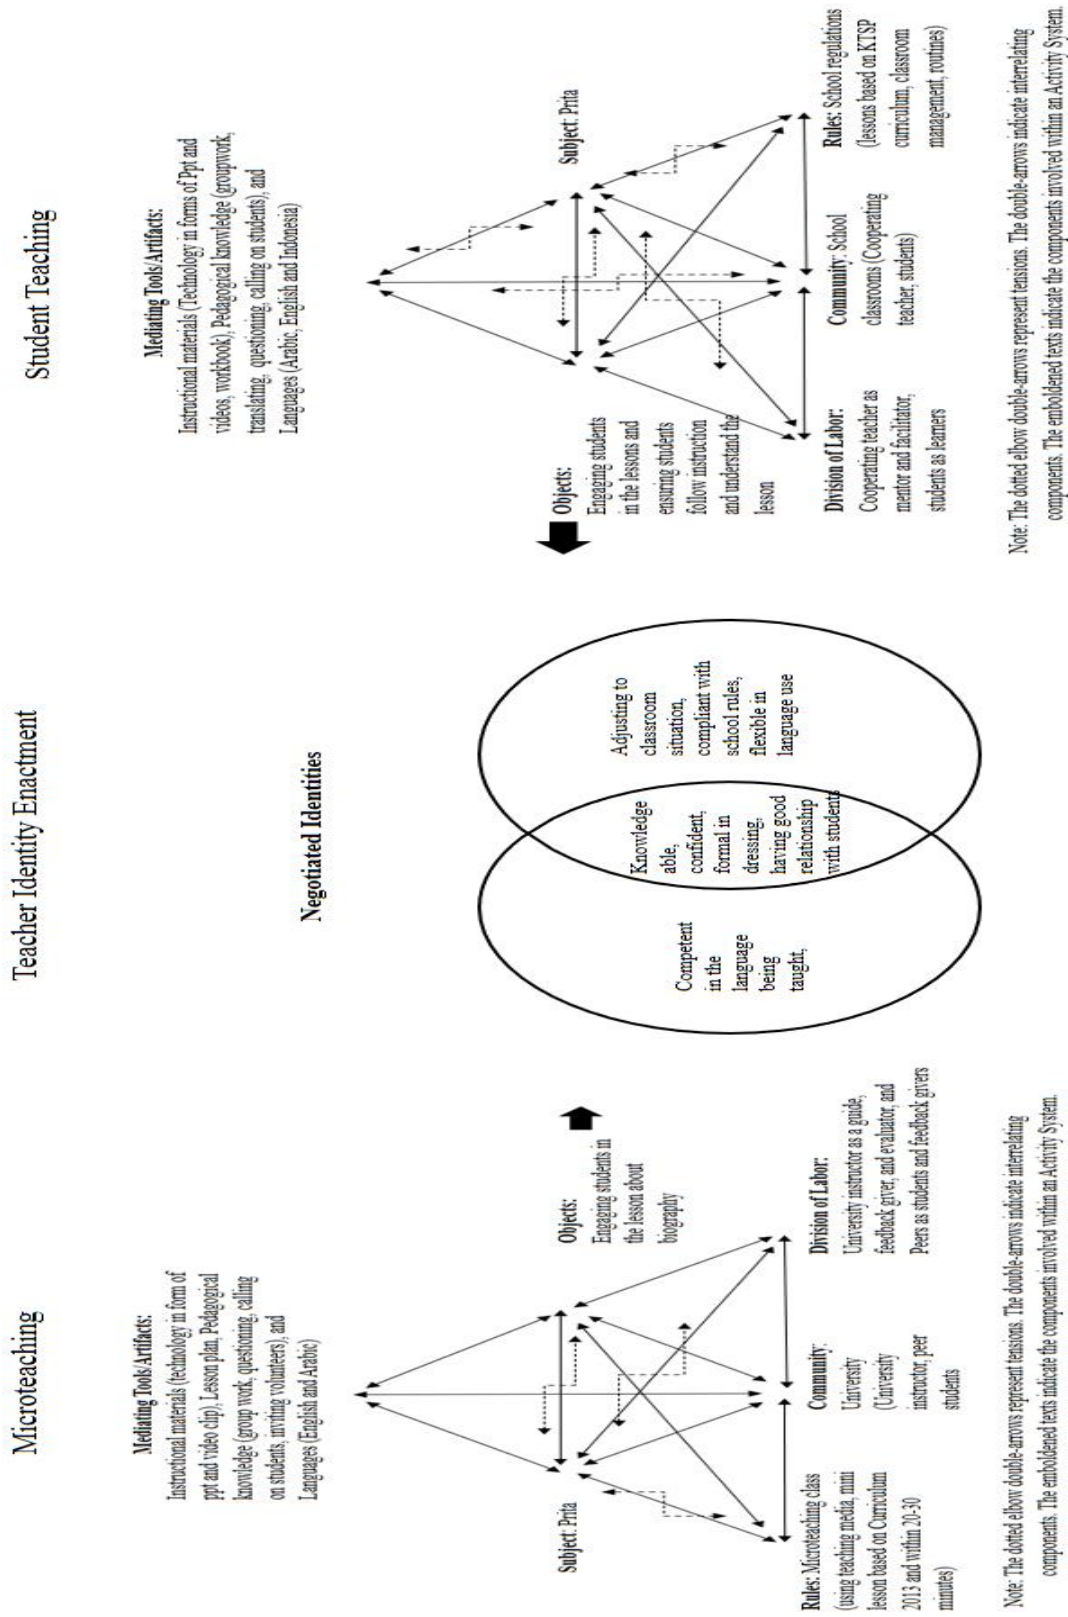 Microteaching
Teacher Identity Enactment
Student Teaching
Mediating Tools/Artifacts:
Instructional materials (technology in form of
ppt and video clip), Lesson plan, Pedagogical
knowledge (group work, questioning, calling
on students, inviting volunteers), and
Languages (English and Arabic)
Subject: Prita
Objects:
Engaging students in
the lesson about
biography
Rules: Microteaching class
(using teaching media, mini
lesson based on Curriculum
2013 and within 20-30
minutes)
Community:
University
(University
instructor, peer
students
Division of Labor:
University instructor as a guide,
feedback giver, and evaluator, and
Peers as students and feedback givers
Note: The dotted elbow double-arrows represent tensions. The double-arrows indicate interrelating
components. The emboldened texts indicate the components involved within an Activity System.
Negotiated Identities
Competent
in the
language
being
taught,
Knowledge
able,
confident,
formal in
dressing,
having good
relationship
with students
Adjusting to
classroom
situation,
compliant with
school rules,
flexible in
language use
Mediating Tools/Artifacts:
Instructional materials (Technology in forms of Ppt and
videos, workbook), Pedagogical knowledge (groupwork,
translating, questioning, calling on students), and
Languages (Arabic, English and Indonesia)
Objects:
Engaging students
in the lessons and
ensuring students
follow instruction
and understand the
lesson
Subject: Prita
Division of Labor:
Cooperating teacher as
mentor and facilitator,
students as learners
Community: School
classrooms (Cooperating
teacher, students)
Rules: School regulations
(lessons based on KTSP
curriculum, classroom
management, routines)
Note: The dotted elbow double-arrows represent tensions. The double-arrows indicate interrelating
components. The emboldened texts indicate the components involved within an Activity System.